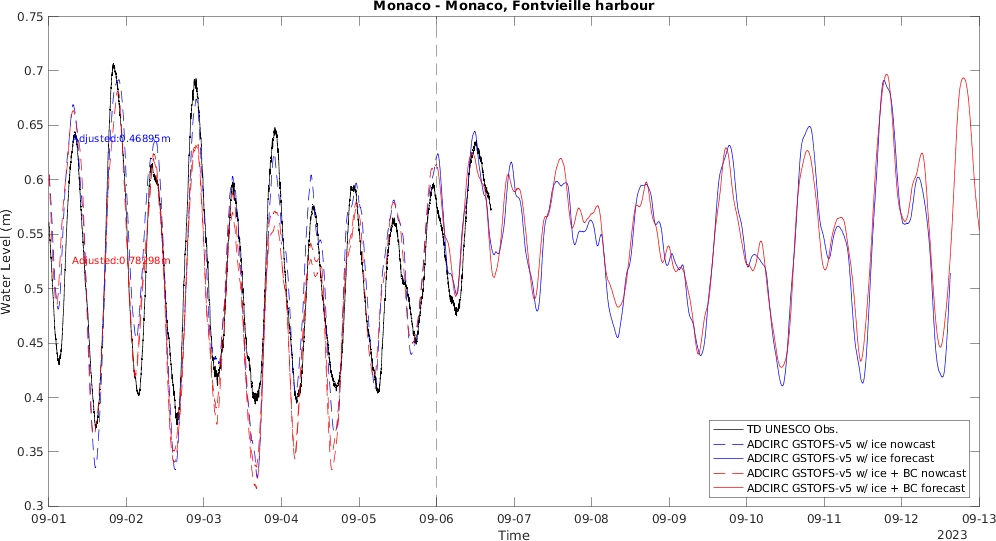 Monaco - Monaco, Fontvieille harbour
0.75
0.7
0.65
0.6
0.55
0.5
0.45
0.4
0.35
0.3
Water Level (m)
Adjusted:0.46895m
Adjusted:0.78298m
TD UNESCO Obs.
ADCIRC GSTOFS-v5 w/ ice nowcast
ADCIRC GSTOFS-v5 w/ ice forecast
ADCIRC GSTOFS-v5 w/ ice + BC nowcast
ADCIRC GSTOFS-v5 w/ ice + BC forecast
09-01 09-02 09-03 09-04 09-05 09-06 09-07 09-08 09-09 09-10 09-11 09-12 09-13
Time
2023